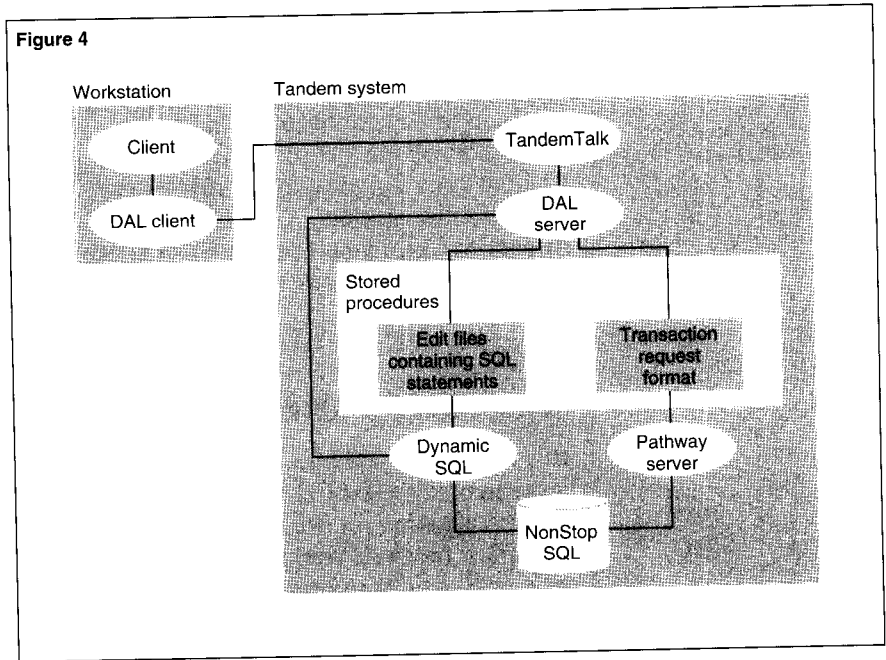 Figure 4
Workstation
Tandem system
Client
DAL client
TandemTalk
DAL
server
Stored
procedures
Edit files
containing SQL
statements
Transaction
request
format
Dynamic
SQL
Pathway
server
NonStop
SQL